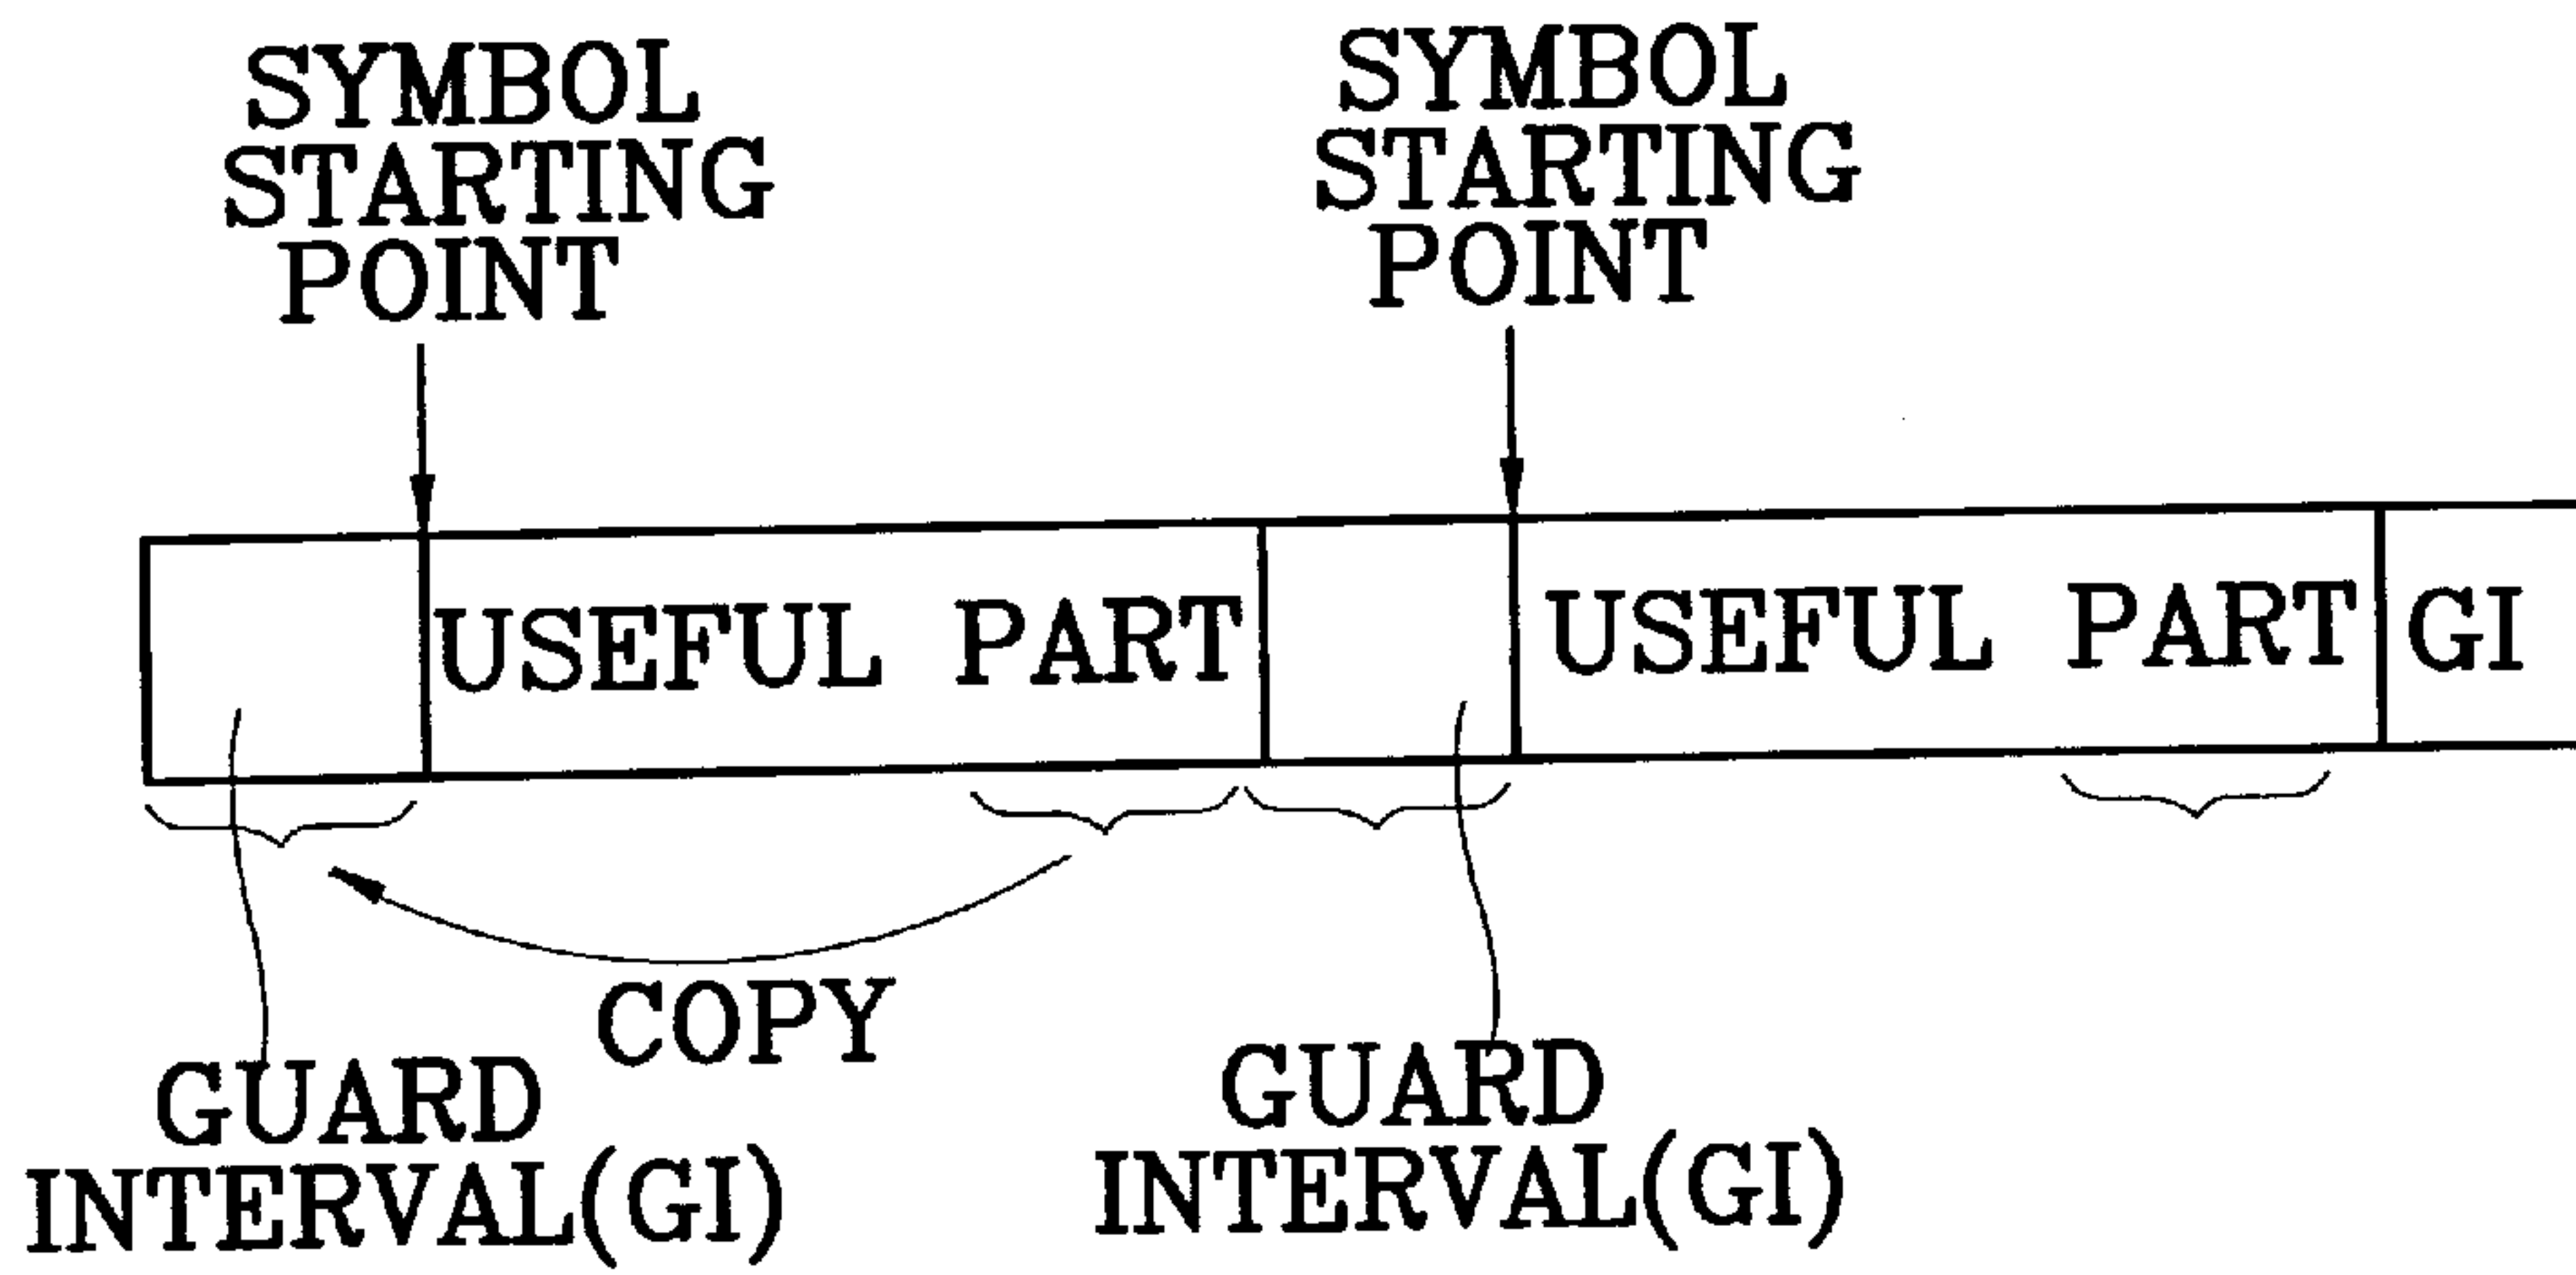 SYMBOL
STARTING
POINT
SYMBOL
STARTING
POINT
USEFUL PART
USEFUL PART
GI
COPY
GUARD
INTERVAL(GI)
GUARD
INTERVAL(GI)